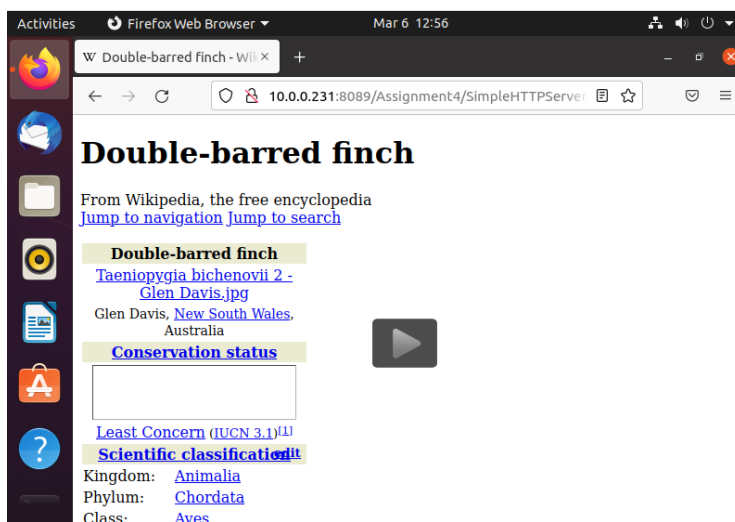 Activities Firefox Web Browser Mar 6 12:56
W Double-barred finch - Wik
10.0.0.231:8089/Assignment4/SimpleHTTPServer
Double-barred finch
From Wikipedia, the free encyclopedia
Jump to navigation Jump to search
Double-barred finch
Taeniopygia bichenovii 2 -
Glen Davis.jpg
Glen Davis, New South Wales,
Australia
Conservation status
Least Concern (IUCN 3.1)[1]
Scientific classification edit
Kingdom: Animalia
Phylum: Chordata
Class: Aves